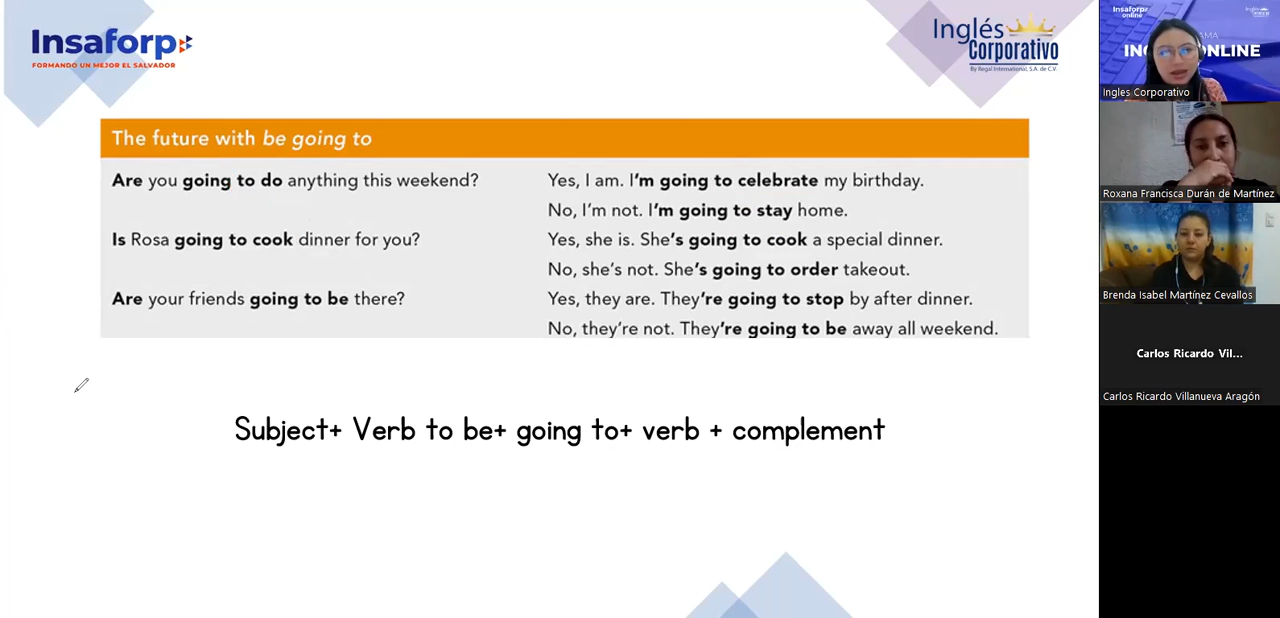 Insaforp
FORMANDO UN MEJOR EL SALVADOR
Inglés
Corporativo
By Regal International, S.A. de C.V.
The future with be going to
Are you going to do anything this weekend?
Yes, I am. I'm going to celebrate my birthday.
No, I'm not. I'm going to stay home.
Is Rosa going to cook dinner for you?
Yes, she is. She's going to cook a special dinner.
No, she's not. She's going to order takeout.
Are your friends going to be there?
Yes, they are. They're going to stop by after dinner.
No, they're not. They're going to be away all weekend.
Subject+ Verb to be+ going to+ verb + complement
Insaforp
online
Ingles Corporativo
Roxana Francisca Durán de Martínez
Brenda Isabel Martínez Cevallos
Carlos Ricardo Vil...
Carlos Ricardo Villanueva Aragón